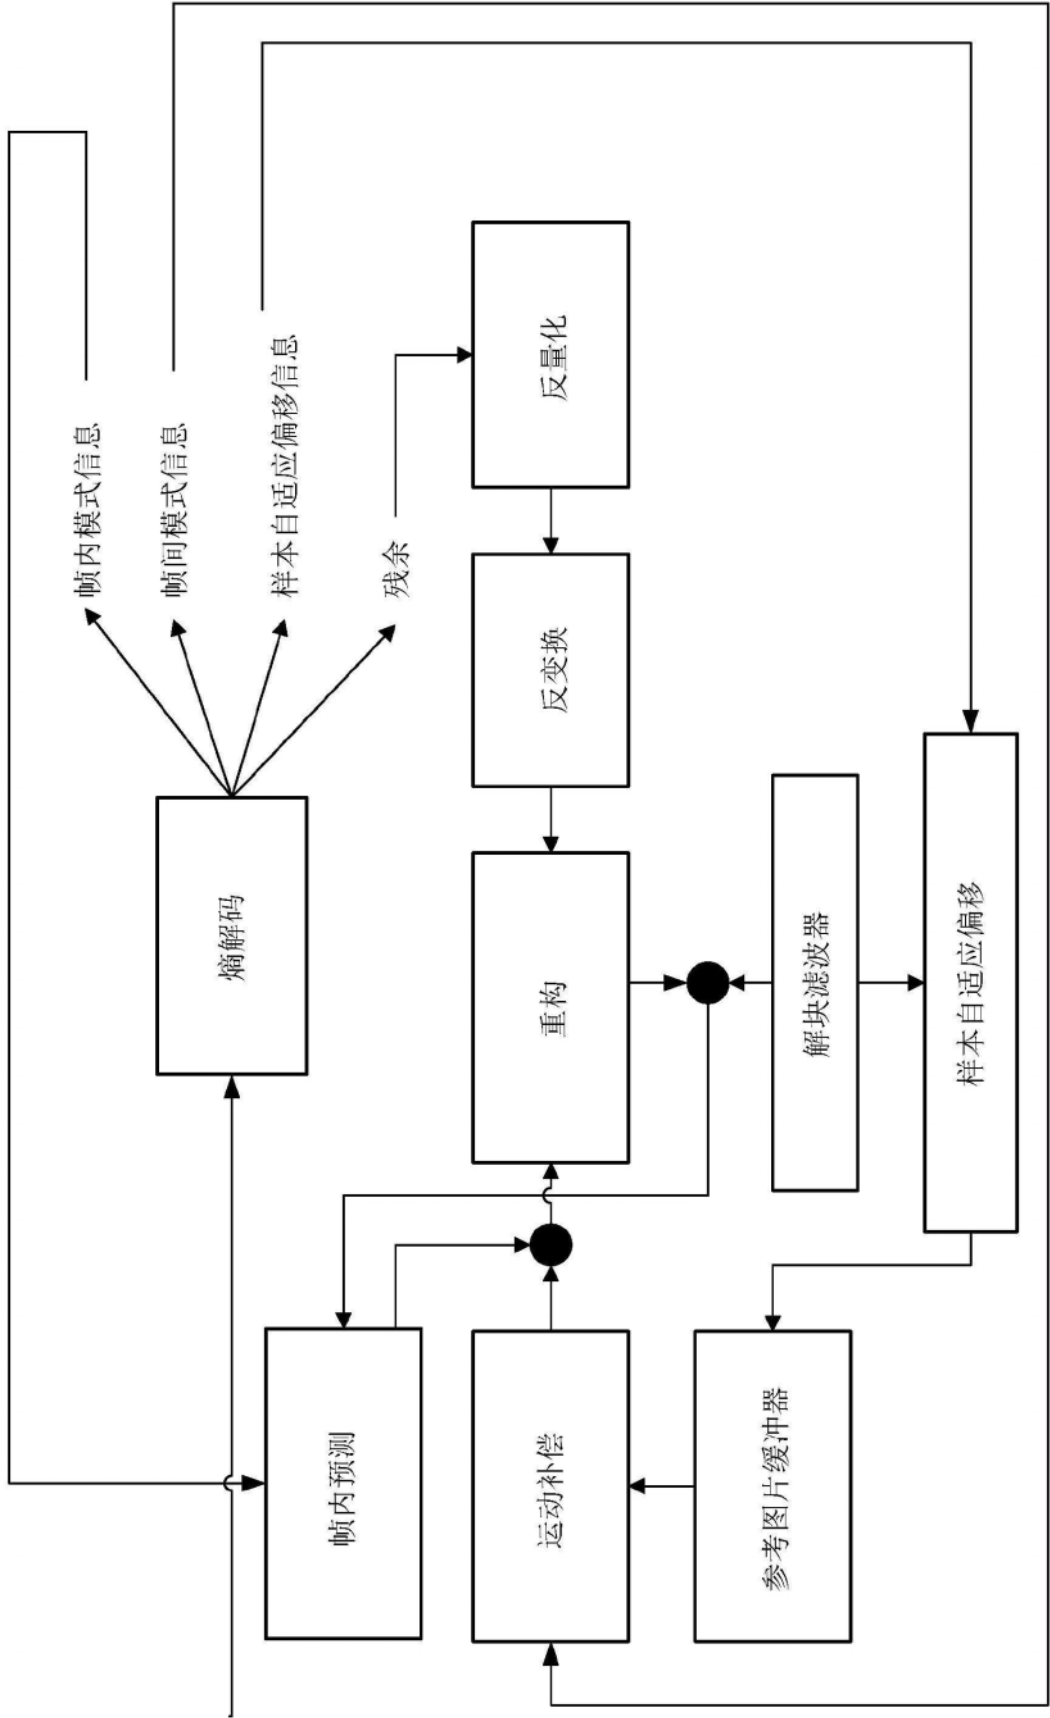 帧内模式信息
帧间模式信息
样本自适应偏移信息
残余
熵解码
反量化
反变换
重构
解块滤波器
样本自适应偏移
帧内预测
运动补偿
参考图片缓冲器